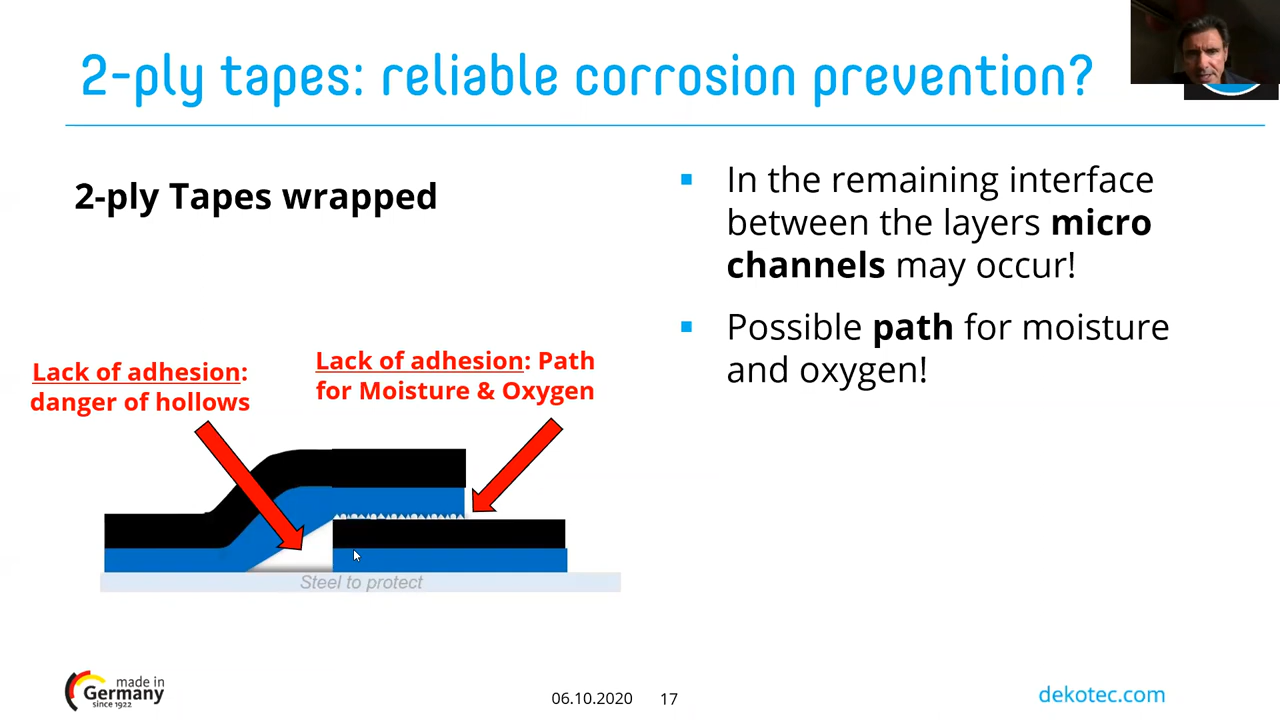 2-ply tapes: reliable corrosion prevention?
2-ply Tapes wrapped
In the remaining interface
between the layers micro
channels may occur!
Possible path for moisture
and oxygen!
Lack of adhesion:
danger of hollows
Lack of adhesion: Path
for Moisture & Oxygen
Steel to protect
made in
Germany
since 1922
06.10.2020
17
dekotec.com